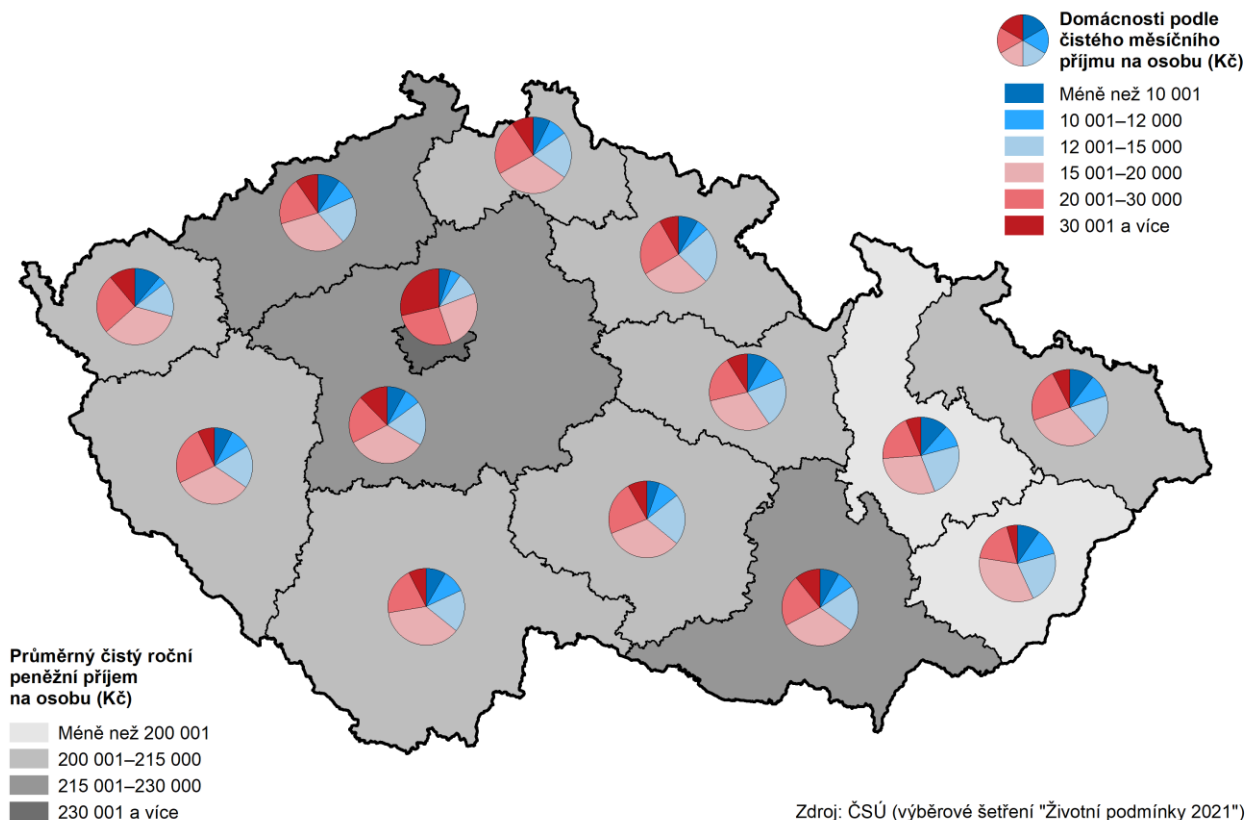 Domácnosti podle
čistého měsíčního
příjmu na osobu (Kč)
Méně než 10 001
10 001–12 000
12 001–15 000
15 001–20 000
20 001–30 000
30 001 a více
Průměrný čistý roční
peněžní příjem
na osobu (Kč)
Méně než 200 001
200 001–215 000
215 001–230 000
230 001 a více
Zdroj: ČSÚ (výběrové šetření "Životní podmínky 2021")